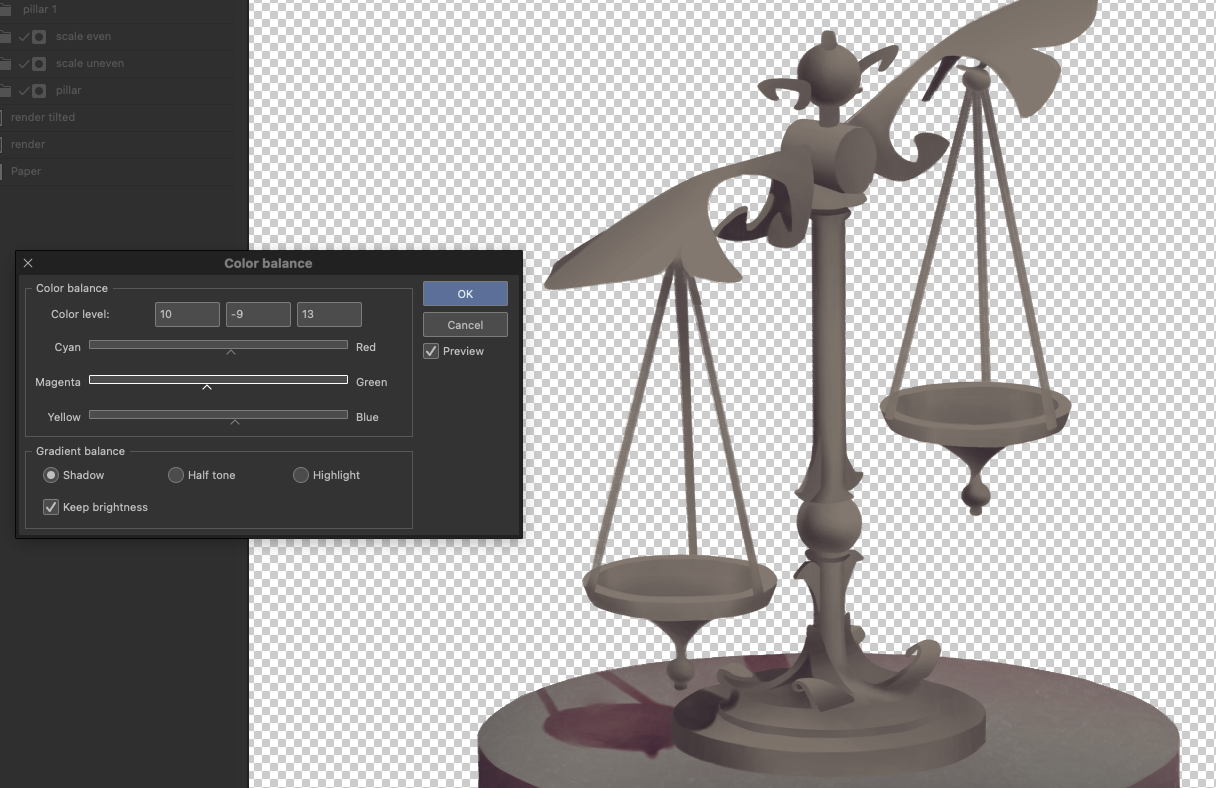 pillar 1
scale even
scale uneven
pillar
render tilted
render
Paper
Color balance
Color balance
Color level: 10 -9 13
Cyan Red
Magenta Green
Yellow Blue
Gradient balance
Shadow Half tone Highlight
Keep brightness
OK
Cancel
Preview